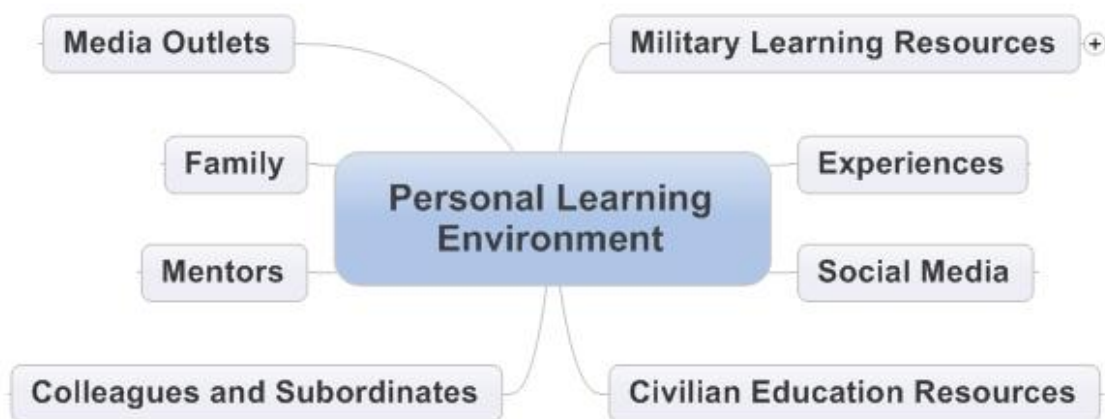 Media Outlets
Military Learning Resources
Family
Experiences
Personal Learning
Environment
Mentors
Social Media
Colleagues and Subordinates
Civilian Education Resources